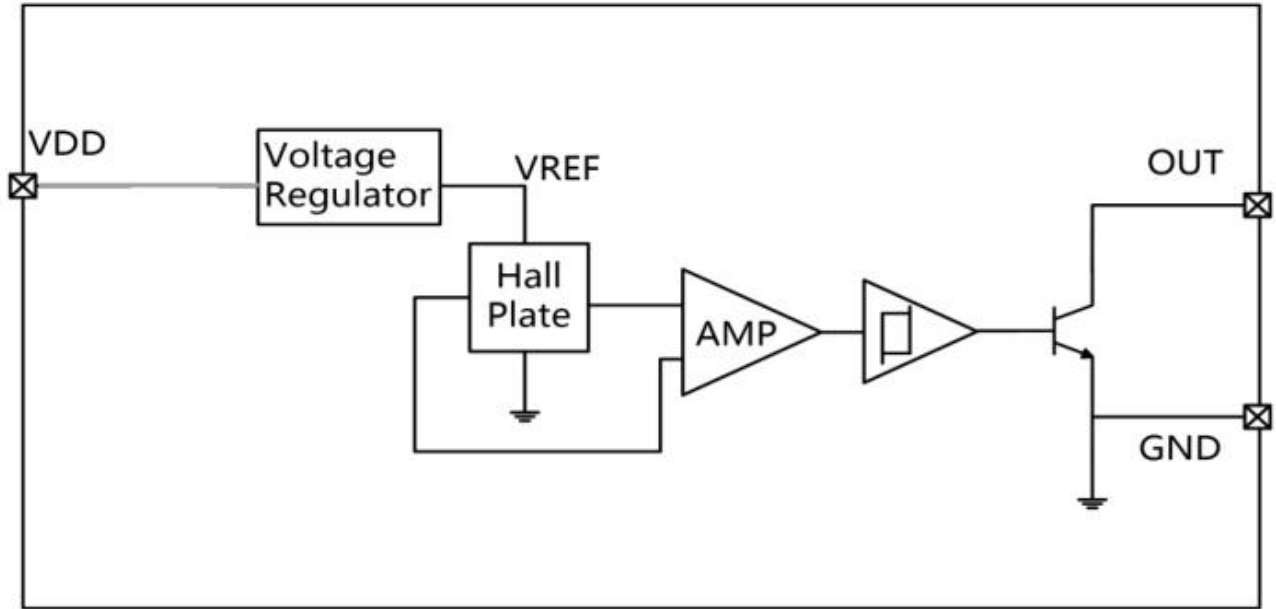 VDD
Voltage
Regulator
VREF
OUT
Hall
Plate
AMP
GND